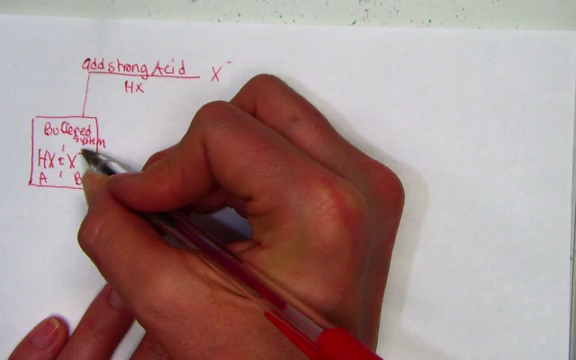 add strong Acid X⁻
HX
Buffered
system
HX : X⁻
A B